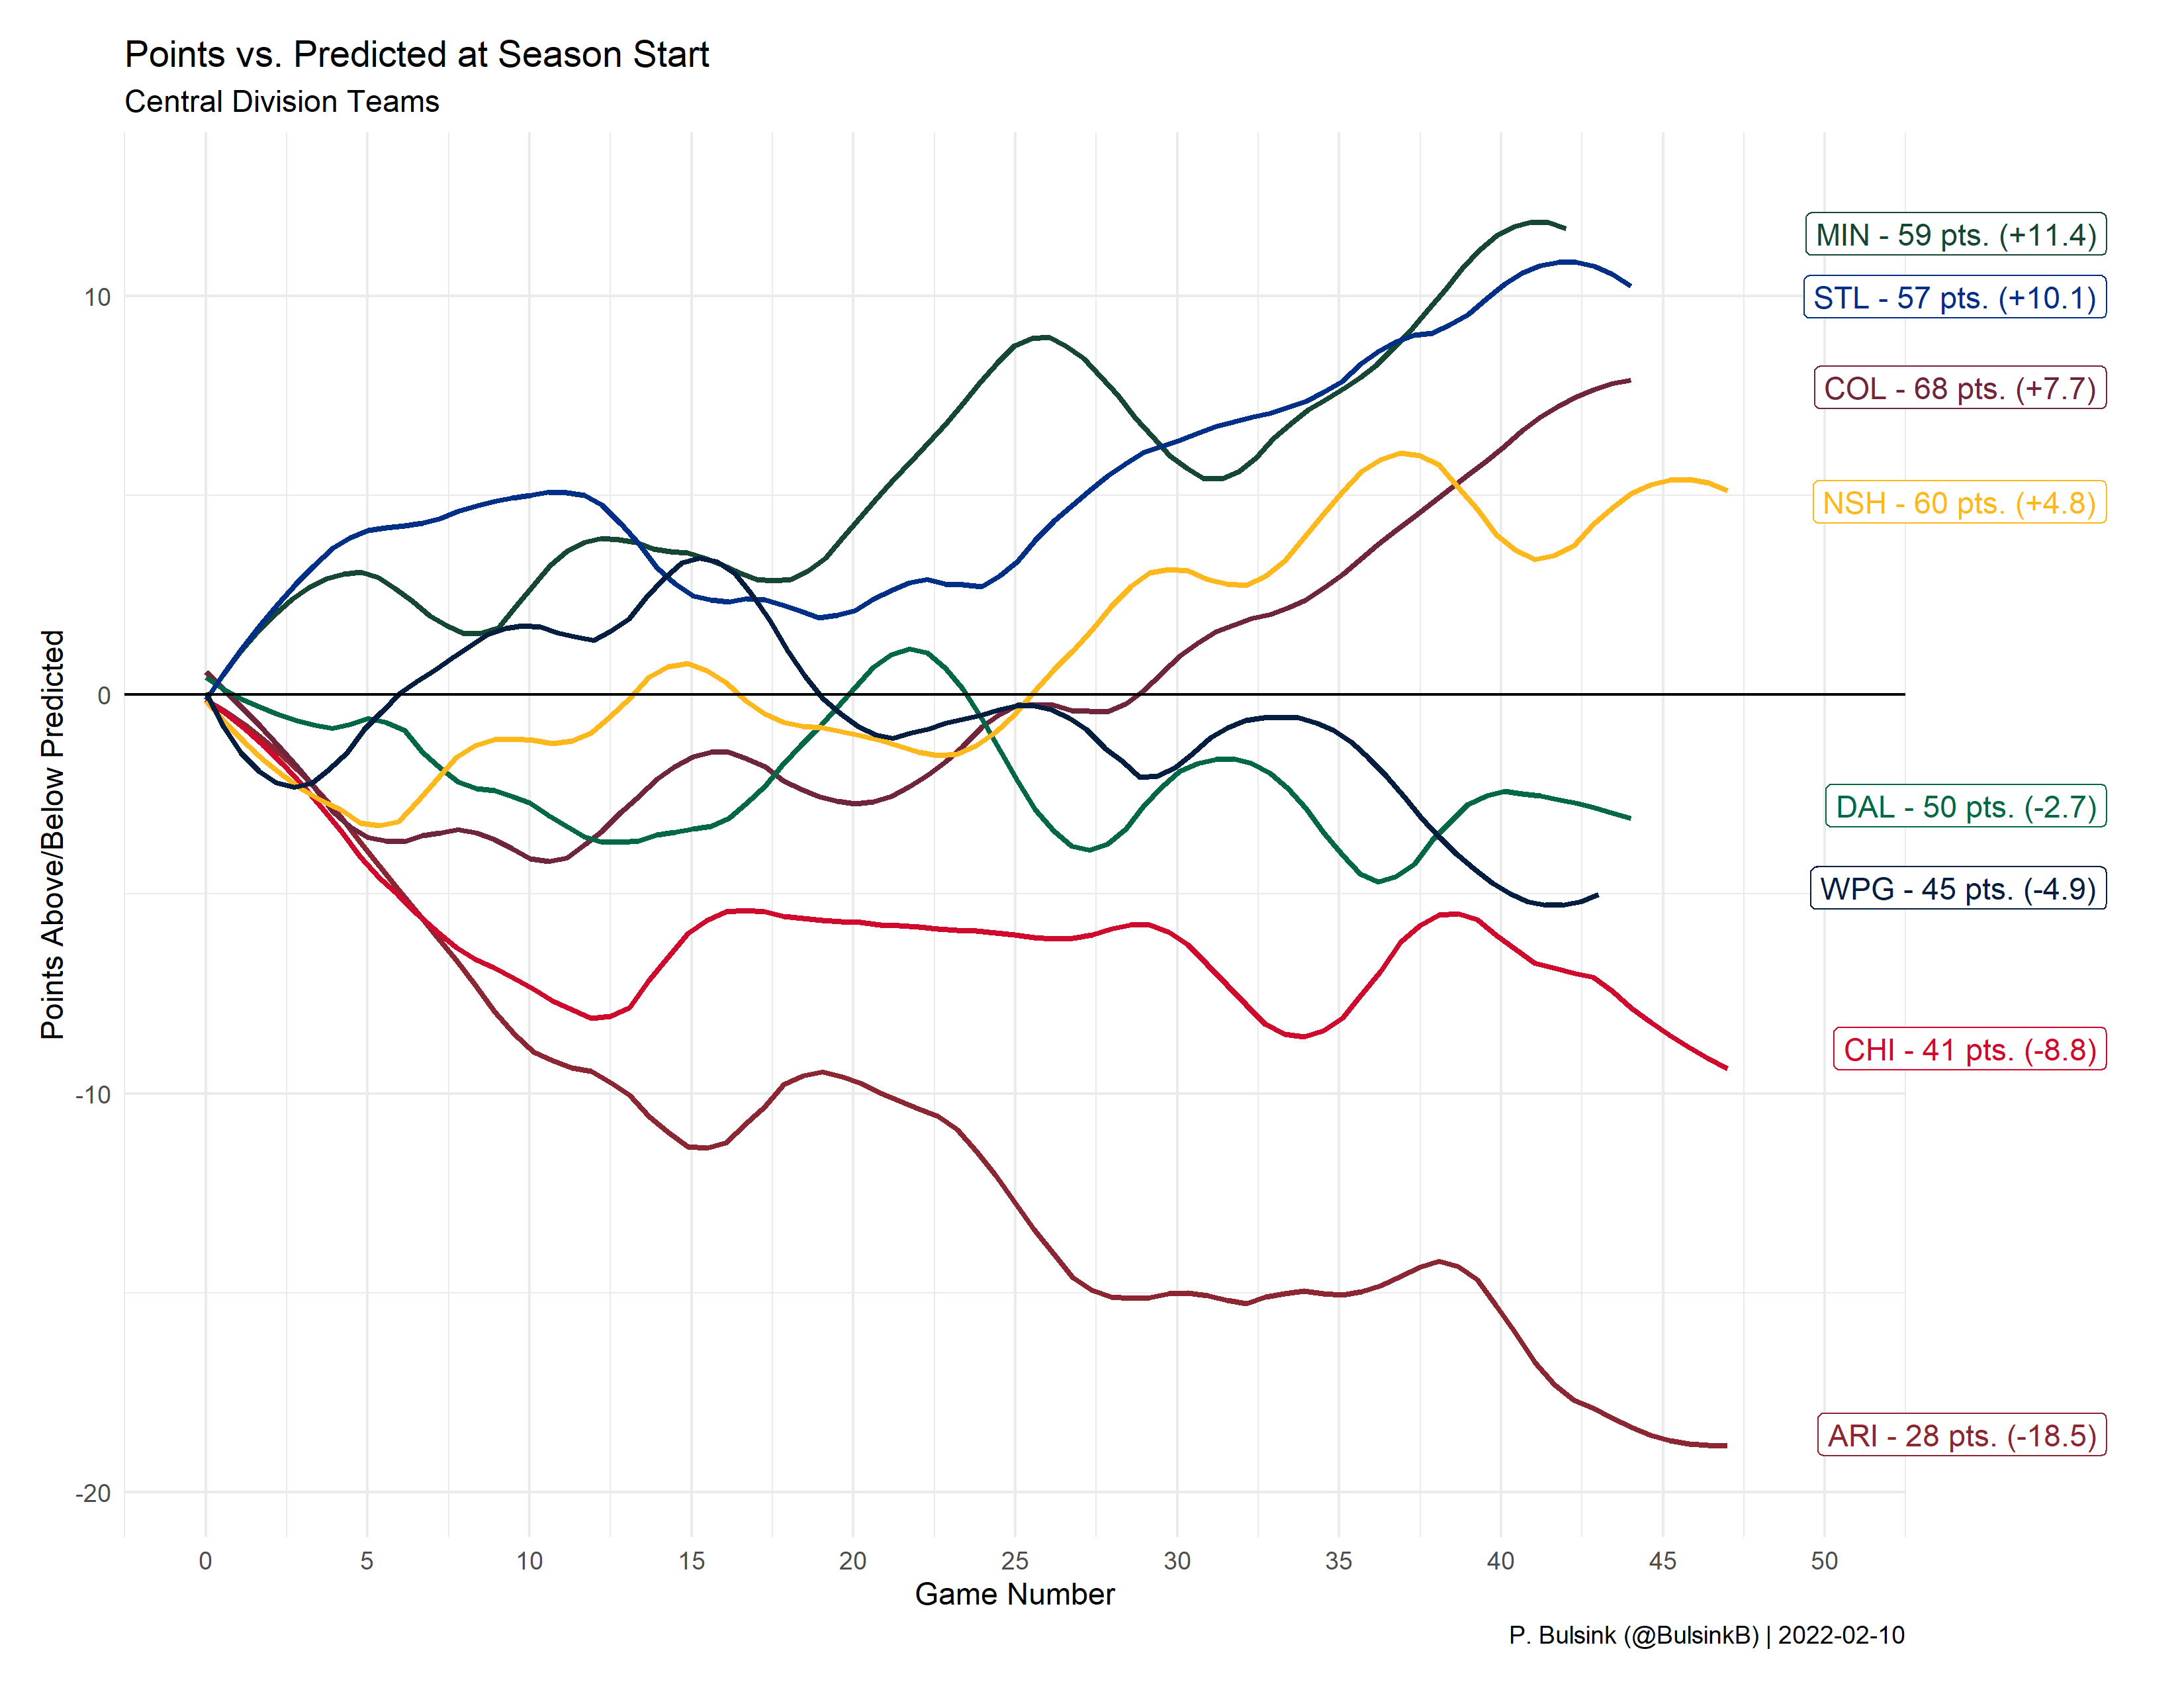 Points vs. Predicted at Season Start
Central Division Teams
Points Above/Below Predicted
10
0
-10
-20
MIN - 59 pts. (+11.4)
STL - 57 pts. (+10.1)
COL - 68 pts. (+7.7)
NSH - 60 pts. (+4.8)
DAL - 50 pts. (-2.7)
WPG - 45 pts. (-4.9)
CHI - 41 pts. (-8.8)
ARI - 28 pts. (-18.5)
0 5 10 15 20 25 30 35 40 45 50
Game Number
P. Bulsink (@BulsinkB) | 2022-02-10